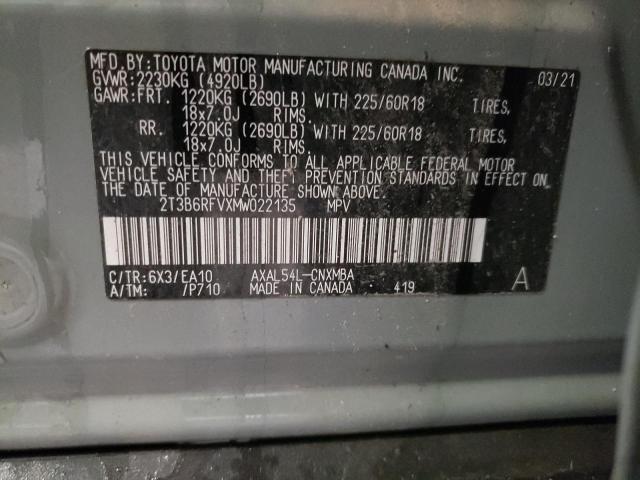 MFD. BY: TOYOTA MOTOR MANUFACTURING CANADA INC. 03/21
GVWR: 2230KG (4920LB)
GAWR: FRT. 1220KG (2690LB) WITH 225/60R18 TIRES,
18x7.0J RIMS.
RR. 1220KG (2690LB) WITH 225/60R18 TIRES,
18x7.0J RIMS.
THIS VEHICLE CONFORMS TO ALL APPLICABLE FEDERAL MOTOR
VEHICLE SAFETY AND THEFT PREVENTION STANDARDS IN EFFECT ON
THE DATE OF MANUFACTURE SHOWN ABOVE.
2T3B6RFVXMW022135 MPV
C/TR: 6X3/EA10 AXAL54L-CNXMBA
A/TM: /P710 MADE IN CANADA 419 A